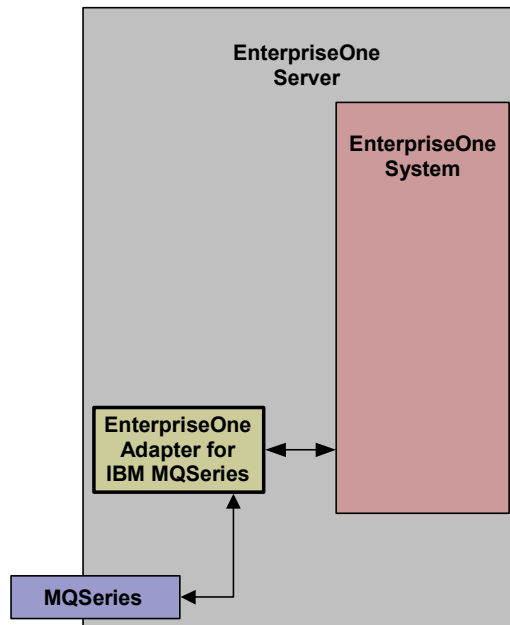 EnterpriseOne
Server
EnterpriseOne
System
EnterpriseOne
Adapter for
IBM MQSeries
MQSeries